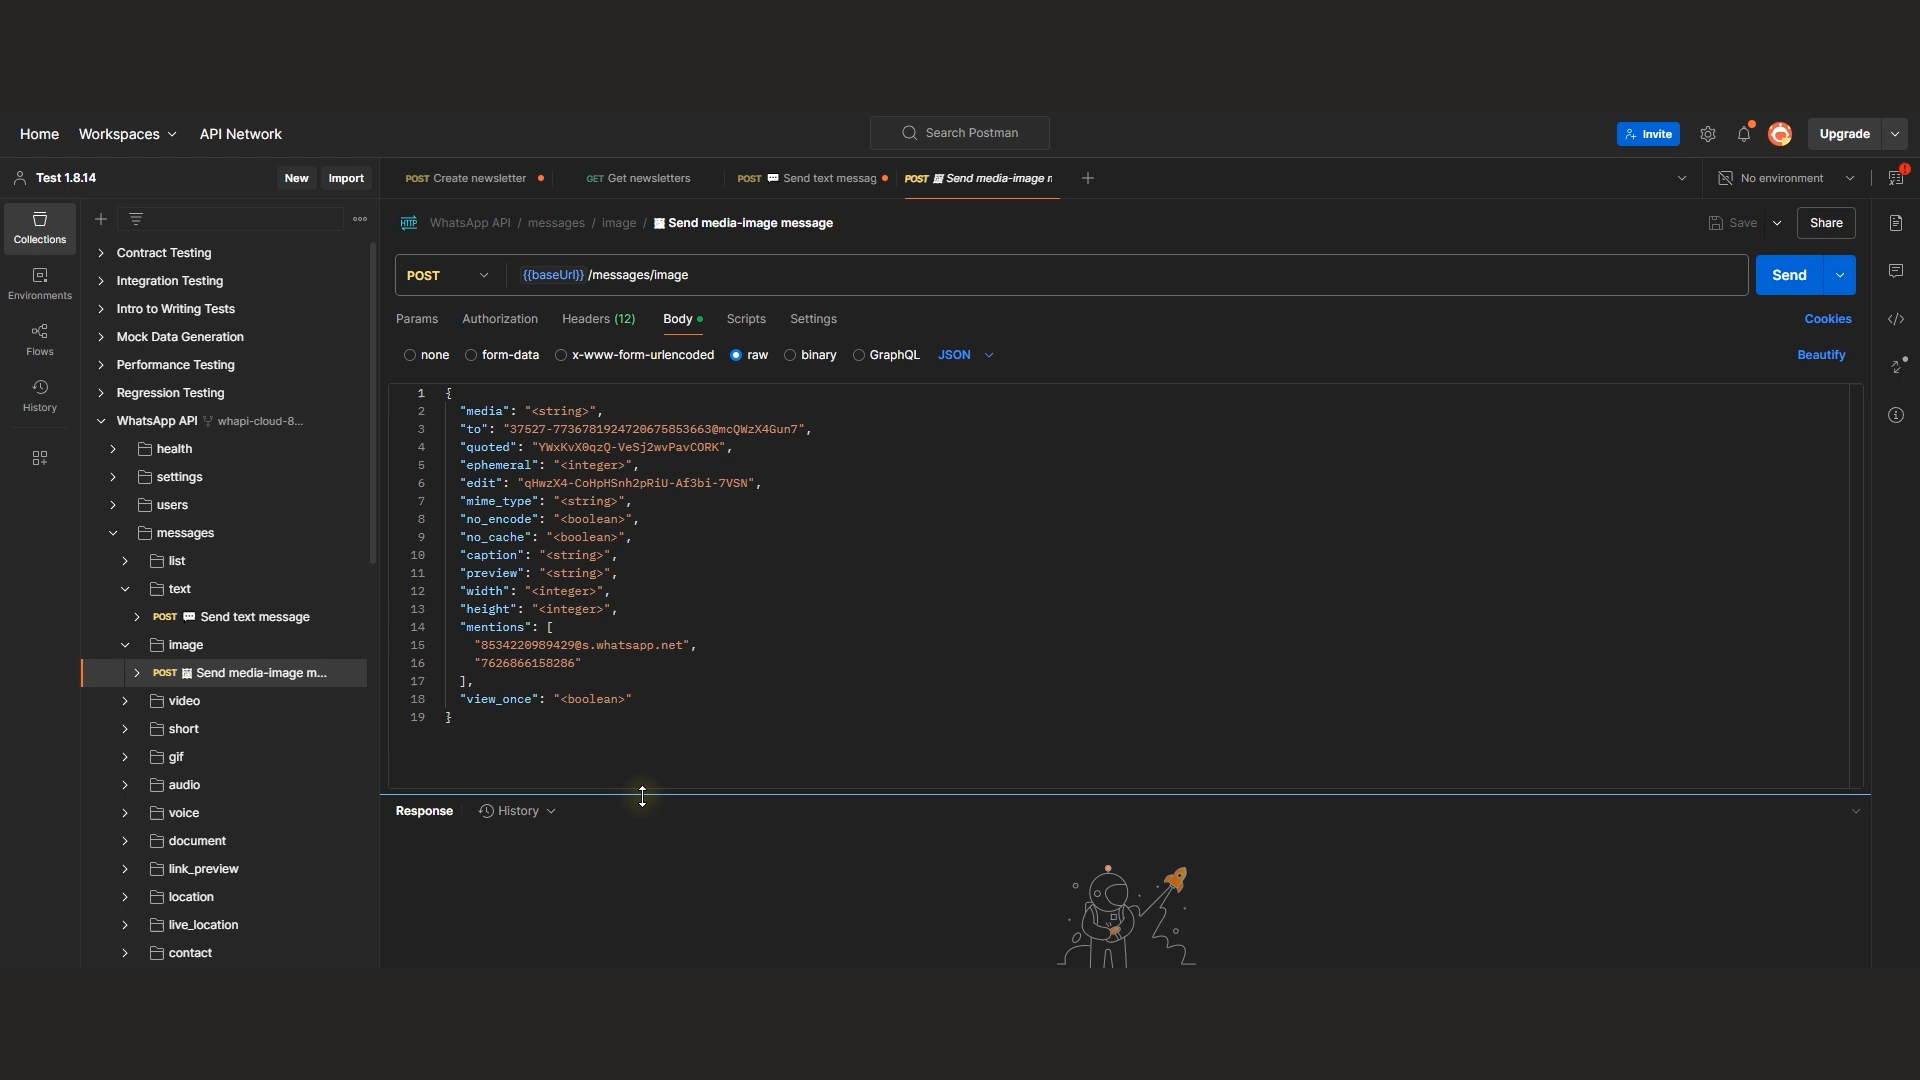 Home Workspaces API Network
Search Postman
Invite
Upgrade
Test 1.8.14
New Import
POST Create newsletter
GET Get newsletters
POST Send text messag
POST Send media-image m
No environment
Collections
Environments
Flows
History
Contract Testing
Integration Testing
Intro to Writing Tests
Mock Data Generation
Performance Testing
Regression Testing
WhatsApp API whapi-cloud-8...
health
settings
users
messages
list
text
POST Send text message
image
POST Send media-image m...
video
short
gif
audio
voice
document
link_preview
location
live_location
contact
HTTP WhatsApp API / messages / image / Send media-image message
Save Share
POST {{baseUrl}} /messages/image
Send
Params Authorization Headers (12) Body Scripts Settings
Cookies
none form-data x-www-form-urlencoded raw binary GraphQL JSON
Beautify
1 {
2 "media": "<string>",
3 "to": "37527-7736781924720675853663@mcQWzX4Gun7",
4 "quoted": "YWxKvX0qzQ-VeSj2wvPavCORK",
5 "ephemeral": "<integer>",
6 "edit": "qHwzX4-CoHpHSnh2pRiU-Af3bi-7VSN",
7 "mime_type": "<string>",
8 "no_encode": "<boolean>",
9 "no_cache": "<boolean>",
10 "caption": "<string>",
11 "preview": "<string>",
12 "width": "<integer>",
13 "height": "<integer>",
14 "mentions": [
15 "8534220989429@s.whatsapp.net",
16 "7626866158286"
17 ],
18 "view_once": "<boolean>"
19 }
Response History